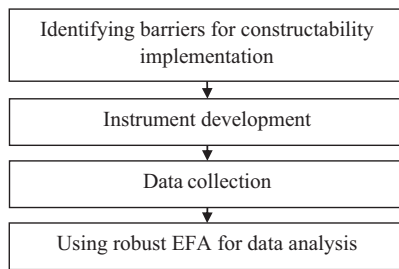 Identifying barriers for constructability
implementation
Instrument development
Data collection
Using robust EFA for data analysis